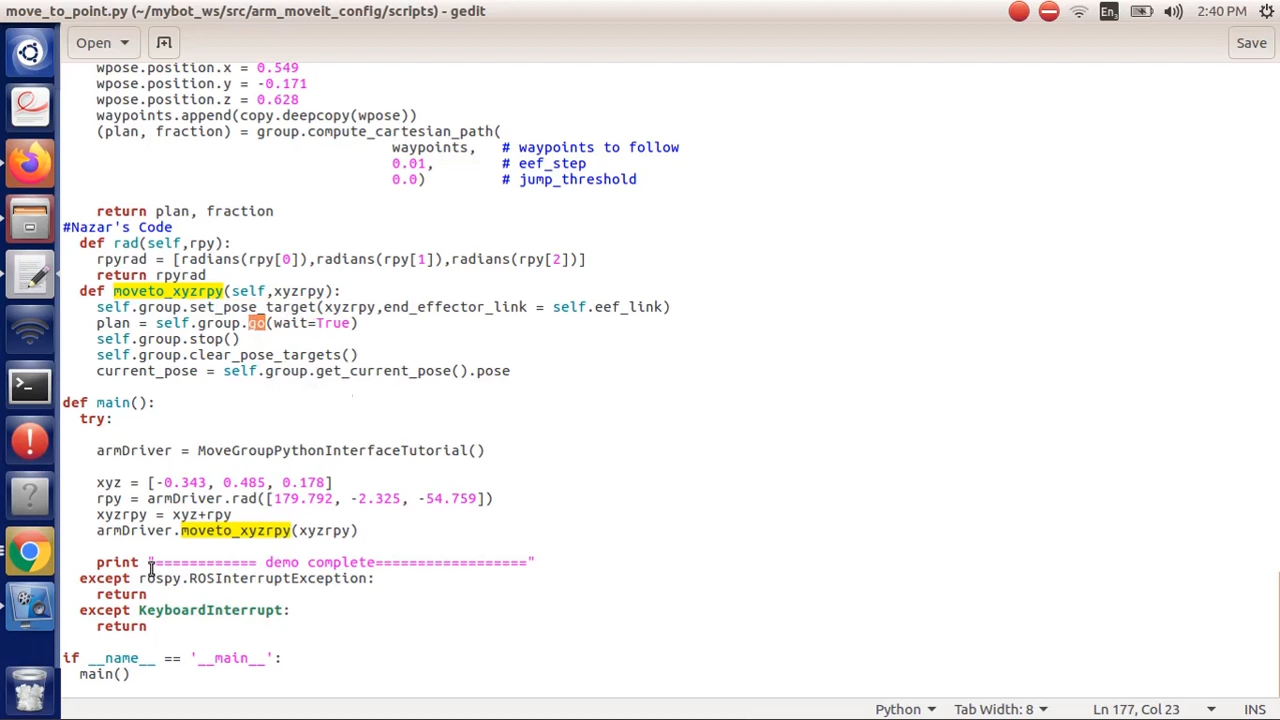 move_to_point.py (~/mybot_ws/src/arm_moveit_config/scripts) - gedit
En3
2:40 PM
Open
Save
wpose.position.x = 0.549
wpose.position.y = -0.171
wpose.position.z = 0.628
waypoints.append(copy.deepcopy(wpose))
(plan, fraction) = group.compute_cartesian_path(
waypoints, # waypoints to follow
0.01, # eef_step
0.0) # jump_threshold
return plan, fraction
#Nazar's Code
def rad(self,rpy):
rpyrad = [radians(rpy[0]),radians(rpy[1]),radians(rpy[2])]
return rpyrad
def moveto_xyzrpy(self,xyzrpy):
self.group.set_pose_target(xyzrpy,end_effector_link = self.eef_link)
plan = self.group.go(wait=True)
self.group.stop()
self.group.clear_pose_targets()
current_pose = self.group.get_current_pose().pose
def main():
try:
armDriver = MoveGroupPythonInterfaceTutorial()
xyz = [-0.343, 0.485, 0.178]
rpy = armDriver.rad([179.792, -2.325, -54.759])
xyzrpy = xyz+rpy
armDriver.moveto_xyzrpy(xyzrpy)
print "============ demo complete=================="
except rospy.ROSInterruptException:
return
except KeyboardInterrupt:
return
if __name__ == '__main__':
main()
Python
Tab Width: 8
Ln 177, Col 23
INS